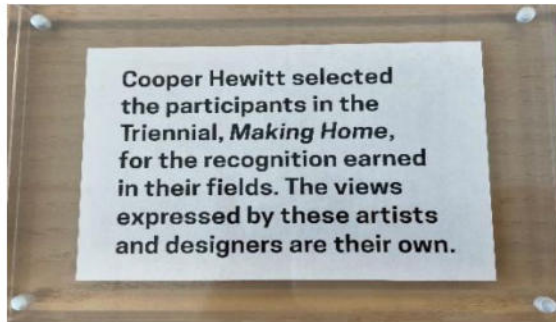 Cooper Hewitt selected
the participants in the
Triennial, Making Home,
for the recognition earned
in their fields. The views
expressed by these artists
and designers are their own.